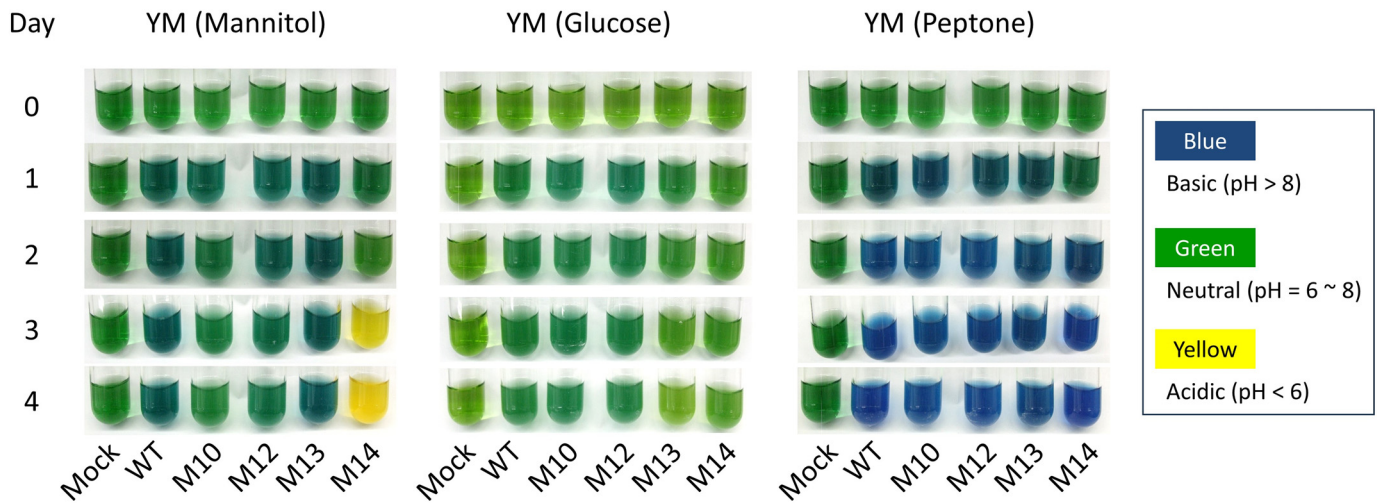 Day YM (Mannitol) YM (Glucose) YM (Peptone)
0
1
2
3
4
Mock WT M10 M12 M13 M14 Mock WT M10 M12 M13 M14 Mock WT M10 M12 M13 M14
Blue
Basic (pH > 8)
Green
Neutral (pH = 6 ~ 8)
Yellow
Acidic (pH < 6)